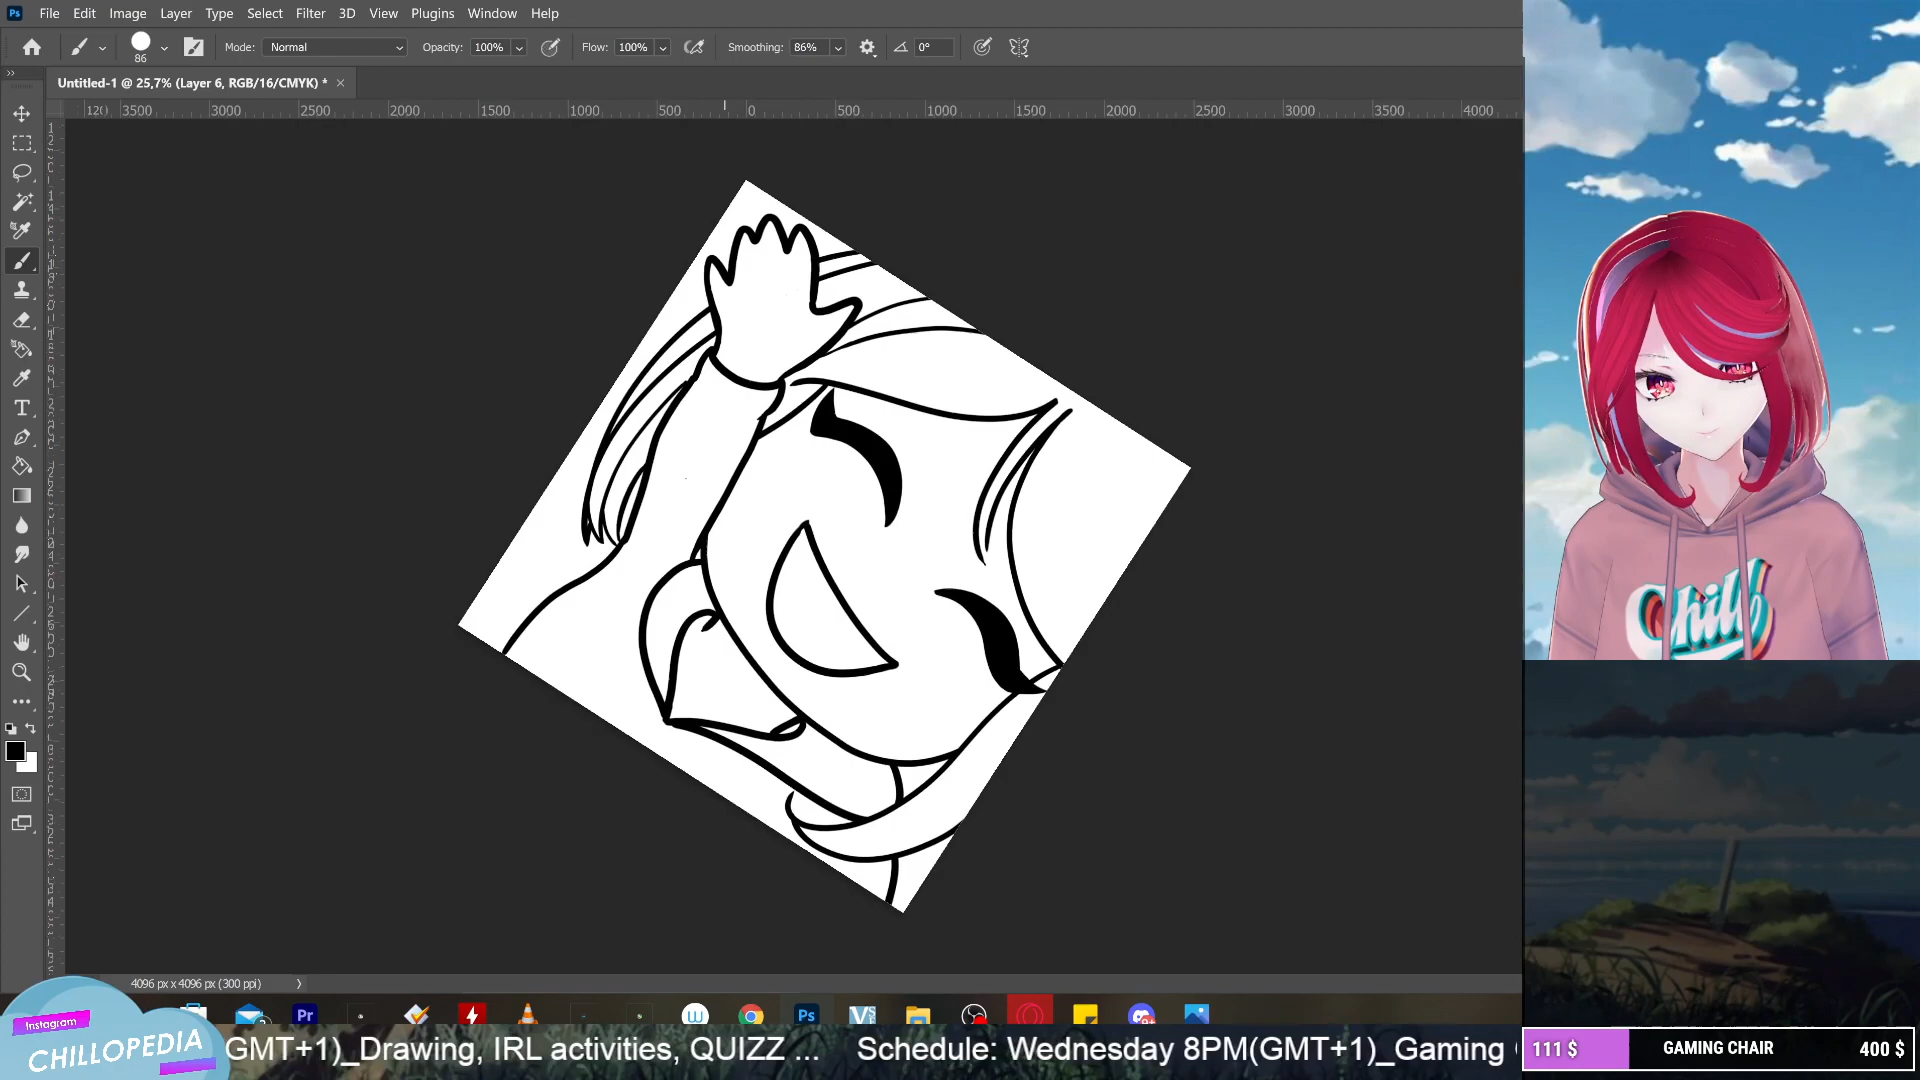 Ps File Edit Image Layer Type Select Filter 3D View Plugins Window Help
86 Mode: Normal Opacity: 100% Flow: 100% Smoothing: 86% 0°
Untitled-1 @ 25,7% (Layer 6, RGB/16/CMYK) *
3500 3000 2500 2000 1500 1000 500 0 500 1000 1500 2000 2500 3000 3500 4000
Chill
4096 px x 4096 px (300 ppi)
Pr Ps
Instagram
CHILLOPEDIA
GMT+1)_Drawing, IRL activities, QUIZZ ... Schedule: Wednesday 8PM(GMT+1)_Gaming
111 $ GAMING CHAIR 400 $